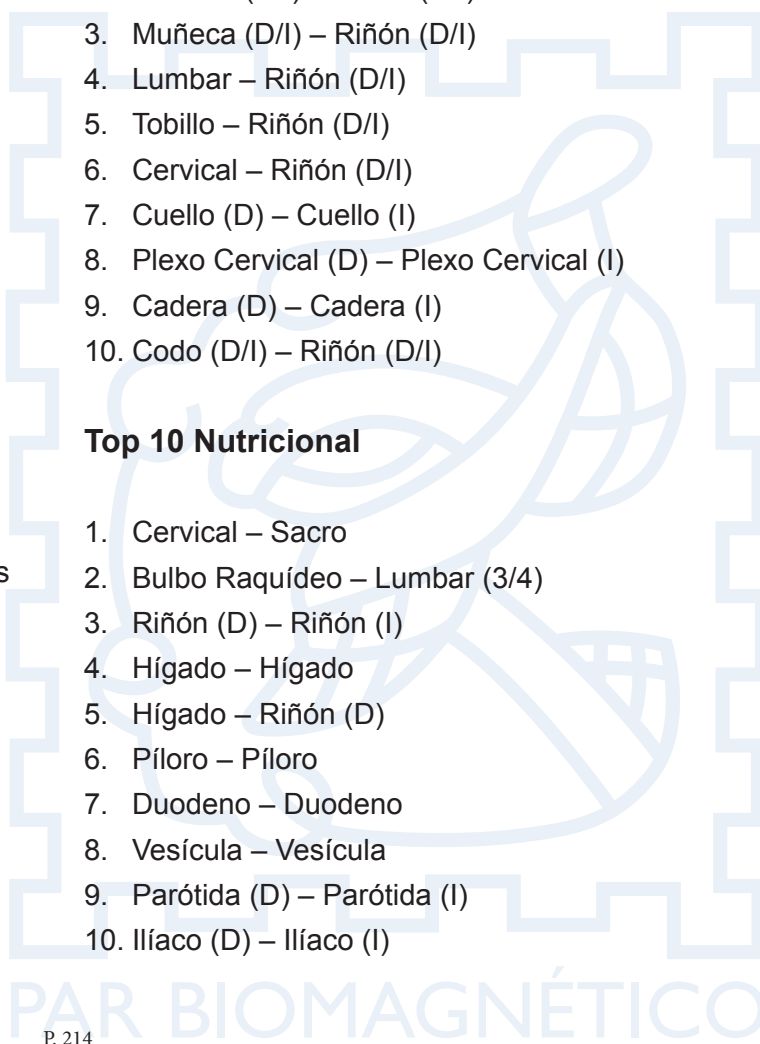 3. Muñeca (D/I) – Riñón (D/I)
4. Lumbar – Riñón (D/I)
5. Tobillo – Riñón (D/I)
6. Cervical – Riñón (D/I)
7. Cuello (D) – Cuello (I)
8. Plexo Cervical (D) – Plexo Cervical (I)
9. Cadera (D) – Cadera (I)
10. Codo (D/I) – Riñón (D/I)
Top 10 Nutricional
1. Cervical – Sacro
s
2. Bulbo Raquídeo – Lumbar (3/4)
3. Riñón (D) – Riñón (I)
4. Hígado – Hígado
5. Hígado – Riñón (D)
6. Píloro – Píloro
7. Duodeno – Duodeno
8. Vesícula – Vesícula
9. Parótida (D) – Parótida (I)
10. Ilíaco (D) – Ilíaco (I)
PAR BIOMAGNÉTICO
P. 214